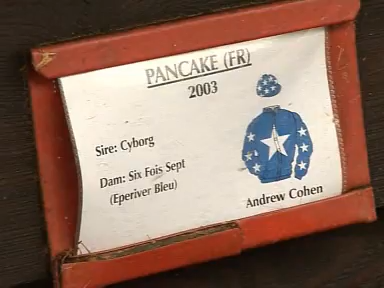 PANCAKE (FR)
2003
Sire: Cyborg
Dam: Six Fois Sept
(Eperiver Bleu)
Andrew Cohen